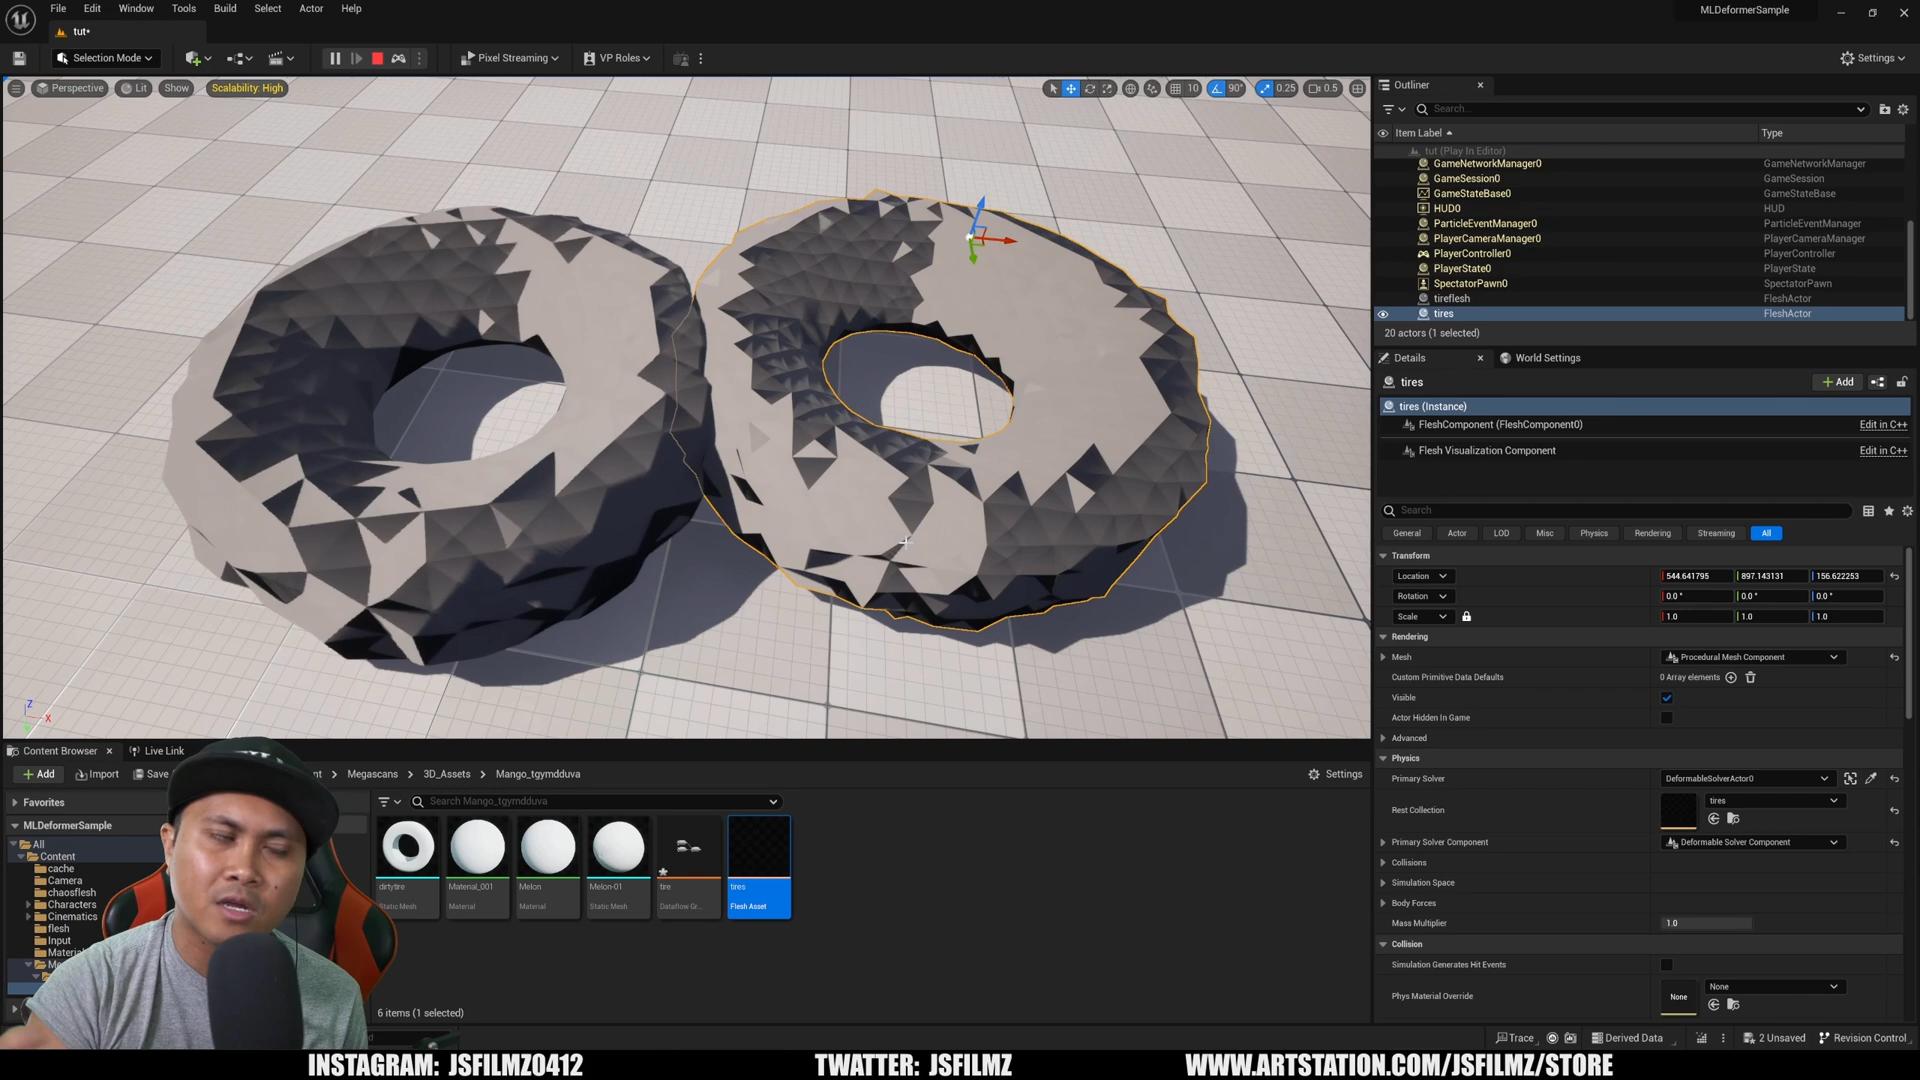 File Edit Window Tools Build Select Actor Help
MLDeformerSample
tut•
Selection Mode
Pixel Streaming
VP Roles
Settings
Perspective Lit Show Scalability: High
10 90° 0.25 0.5
Outliner
Search...
Item Label Type
tut (Play In Editor)
GameNetworkManager0 GameNetworkManager
GameSession0 GameSession
GameStateBase0 GameStateBase
HUD0 HUD
ParticleEventManager0 ParticleEventManager
PlayerCameraManager0 PlayerCameraManager
PlayerController0 PlayerController
PlayerState0 PlayerState
SpectatorPawn0 SpectatorPawn
tireflesh FleshActor
tires FleshActor
20 actors (1 selected)
Details World Settings
tires
+ Add
tires (Instance)
FleshComponent (FleshComponent0) Edit in C++
Flesh Visualization Component Edit in C++
Search
General Actor LOD Misc Physics Rendering Streaming All
Transform
Location 544.641795 897.143131 156.622253
Rotation 0.0° 0.0° 0.0°
Scale 1.0 1.0 1.0
Rendering
Mesh Procedural Mesh Component
Custom Primitive Data Defaults 0 Array elements
Visible
Actor Hidden In Game
Advanced
Physics
Primary Solver DeformableSolverActor0
Rest Collection tires
Primary Solver Component Deformable Solver Component
Collisions
Simulation Space
Body Forces
Mass Multiplier 1.0
Collision
Simulation Generates Hit Events
Phys Material Override None None
Z
X
Content Browser Live Link
+ Add Import Save
Megascans > 3D_Assets > Mango_tgymdduva
Settings
Favorites
MLDeformerSample
All
Content
cache
Camera
chaosflesh
Characters
Cinematics
flesh
Input
Search Mango_tgymdduva
dirtytire Material_001 Melon Melon-01 tire tires
Static Mesh Material Material Static Mesh Dataflow Gr... Flesh Asset
6 items (1 selected)
Trace Derived Data 2 Unsaved Revision Control
INSTAGRAM: JSFILMZ0412 TWATTER: JSFILMZ WWW.ARTSTATION.COM/JSFILMZ/STORE